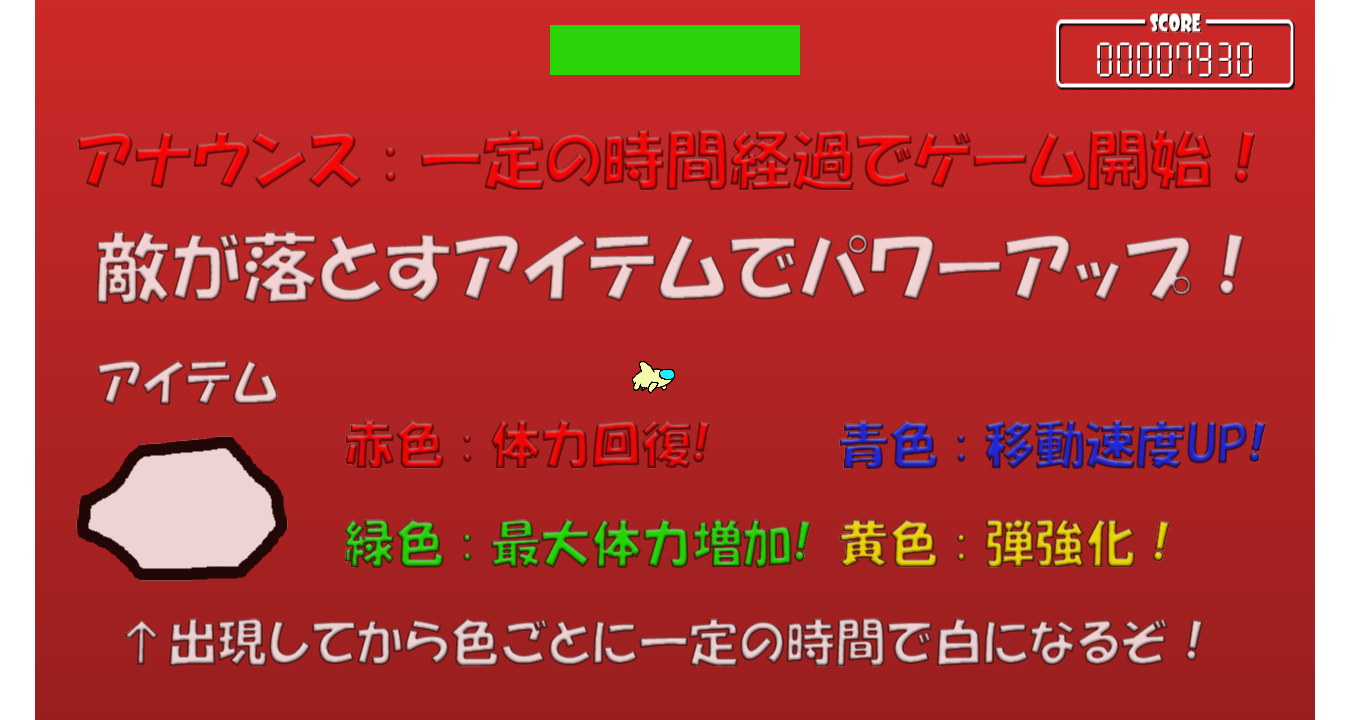 SCORE
00007930
アナウンス：一定の時間経過でゲーム開始！
敵が落とすアイテムでパワーアップ！
アイテム
赤色：体力回復!
青色：移動速度UP!
緑色：最大体力増加!
黄色：弾強化！
↑出現してから色ごとに一定の時間で白になるぞ！